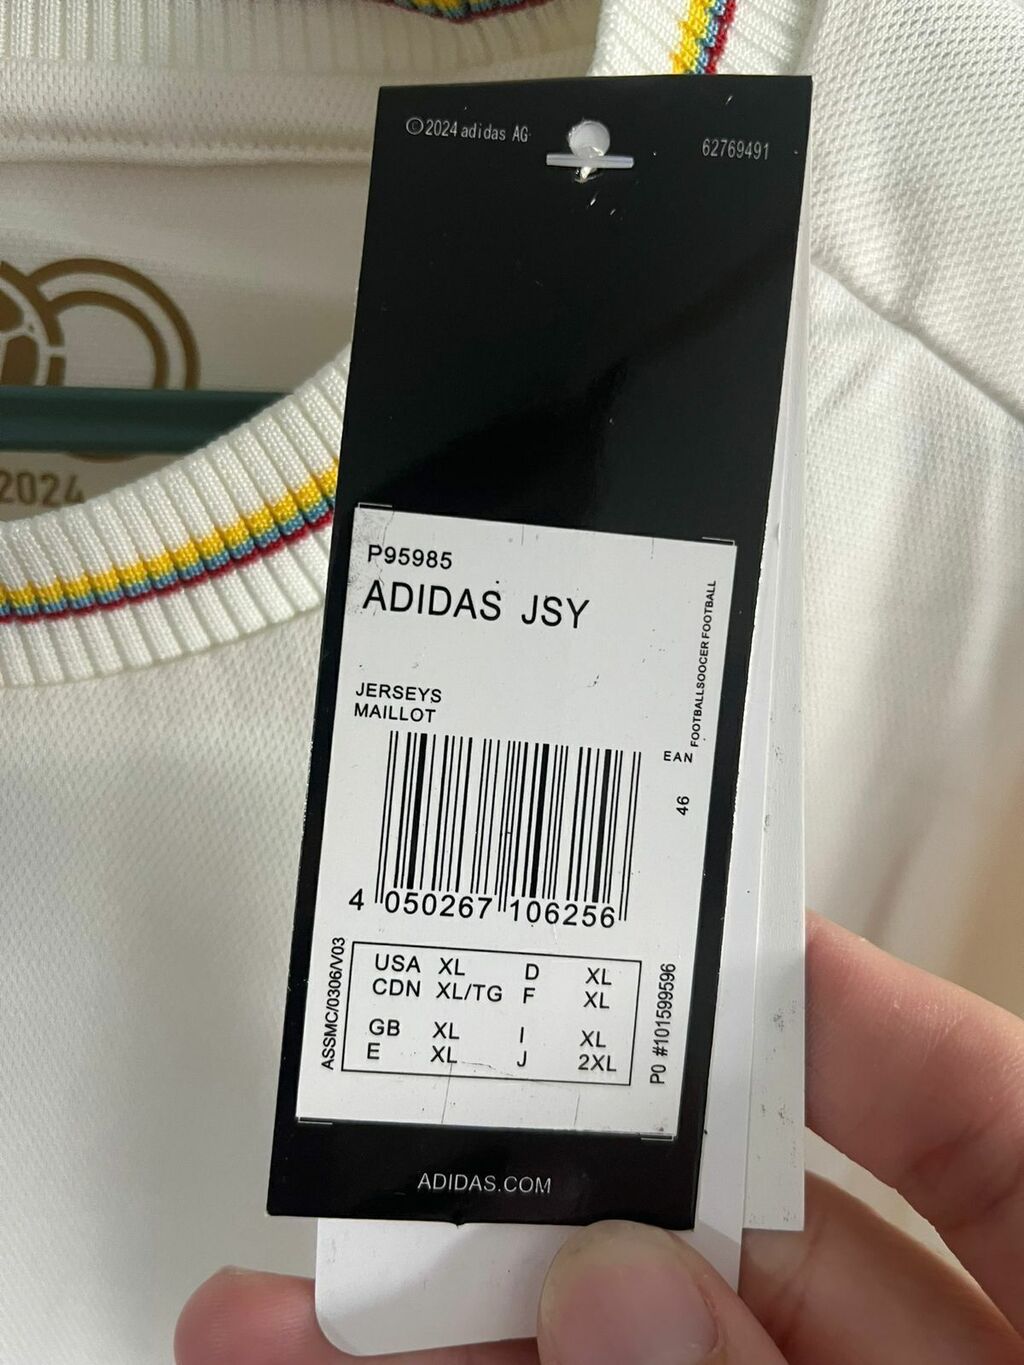 ©2024 adidas AG
62769491
2024
P95985
ADIDAS JSY
FOOTBALLSOCCER FOOTBALL
JERSEYS
MAILLOT
EAN
46
4 050267 106256
ASSMC/0306/V03
USA XL D XL
CDN XL/TG F XL
GB XL I XL
E XL J 2XL
P0 #101599596
ADIDAS.COM